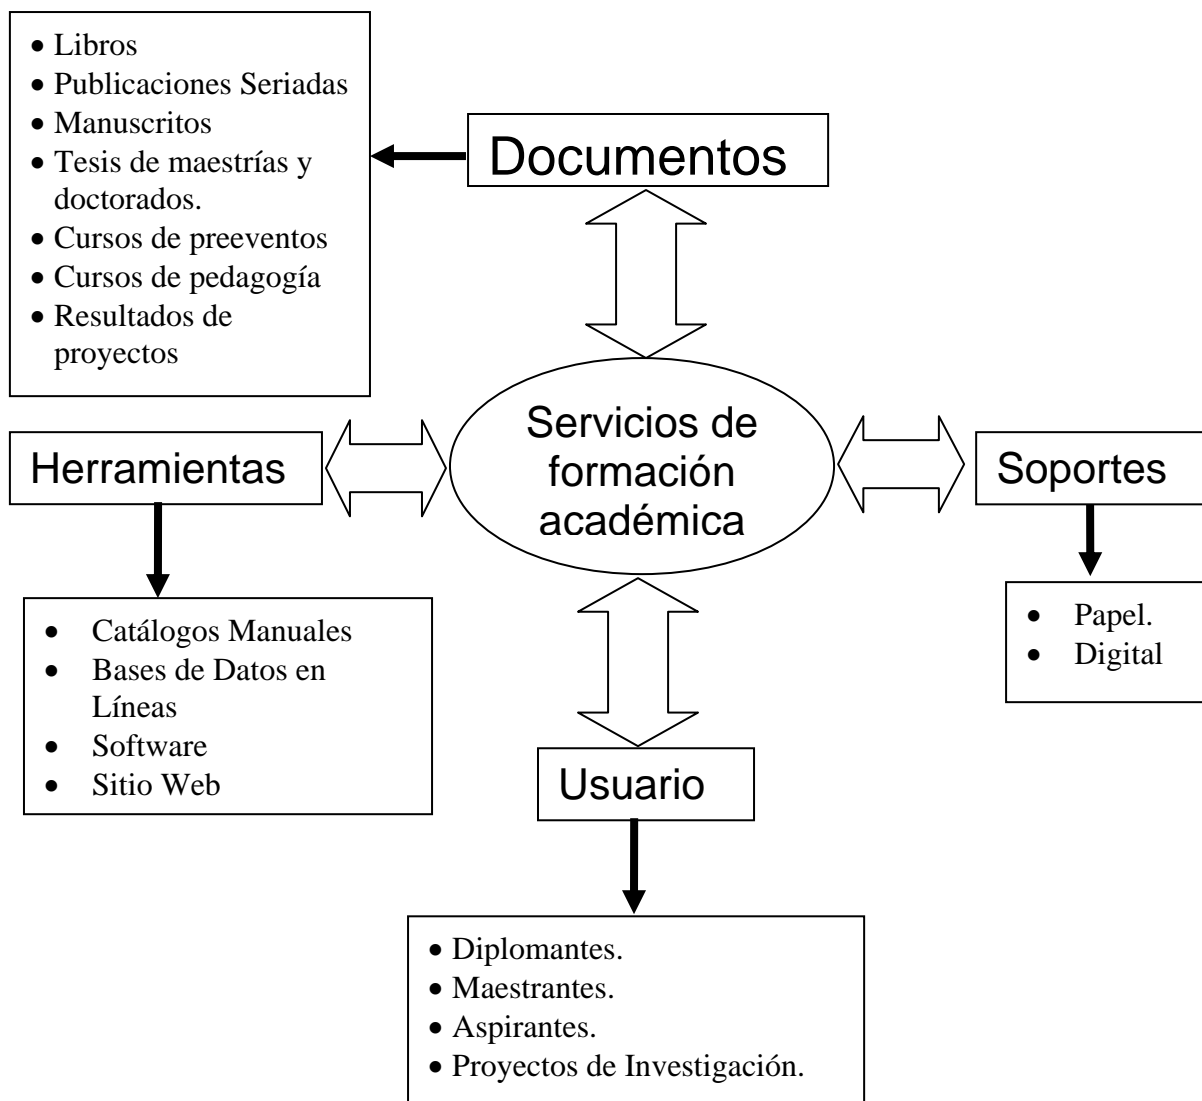 • Libros
• Publicaciones Seriadas
• Manuscritos
• Tesis de maestrías y
doctorados.
• Cursos de preeventos
• Cursos de pedagogía
• Resultados de
proyectos
Documentos
Servicios de
formación
académica
Herramientas
Soportes
• Catálogos Manuales
• Bases de Datos en
Líneas
• Software
• Sitio Web
• Papel.
• Digital
Usuario
• Diplomantes.
• Maestrantes.
• Aspirantes.
• Proyectos de Investigación.